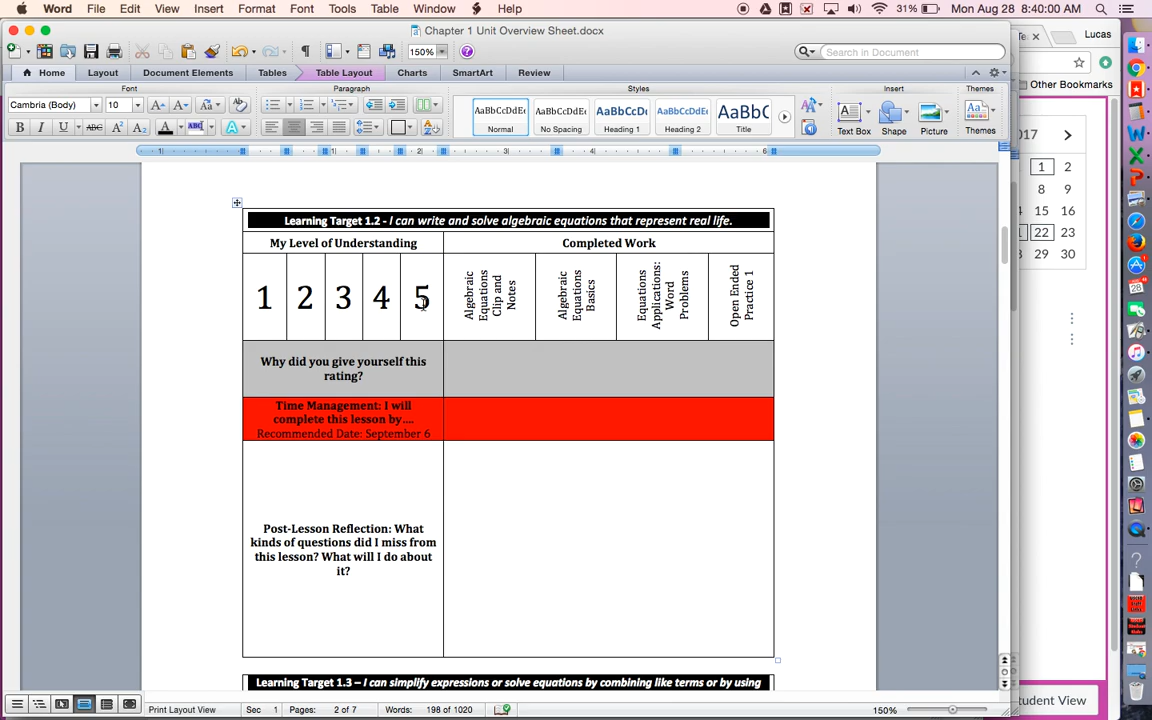 Word File Edit View Insert Format Font Tools Table Window Help 31% Mon Aug 28 8:40:00 AM
Chapter 1 Unit Overview Sheet.docx
Lucas
150% Search in Document
Home Layout Document Elements Tables Table Layout Charts SmartArt Review
Other Bookmarks
Font Paragraph Styles Insert Themes
Cambria (Body) 10
AaBbCcDdEe AaBbCcDdEe AaBbCcDdE AaBbCcDdEe AaBbC
Normal No Spacing Heading 1 Heading 2 Title Text Box Shape Picture Themes
017
1 2
8 9
15 16
22 23
29 30
Learning Target 1.2 - I can write and solve algebraic equations that represent real life.
My Level of Understanding
Completed Work
1 2 3 4 5
Algebraic
Equations
Clip and
Notes
Algebraic
Equations
Basics
Equations
Applications:
Word
Problems
Open Ended
Practice 1
Why did you give yourself this
rating?
Time Management: I will
complete this lesson by....
Recommended Date: September 6
Post-Lesson Reflection: What
kinds of questions did I miss from
this lesson? What will I do about
it?
Learning Target 1.3 – I can simplify expressions or solve equations by combining like terms or by using
tudent View
Print Layout View Sec 1 Pages: 2 of 7 Words: 198 of 1020 150%